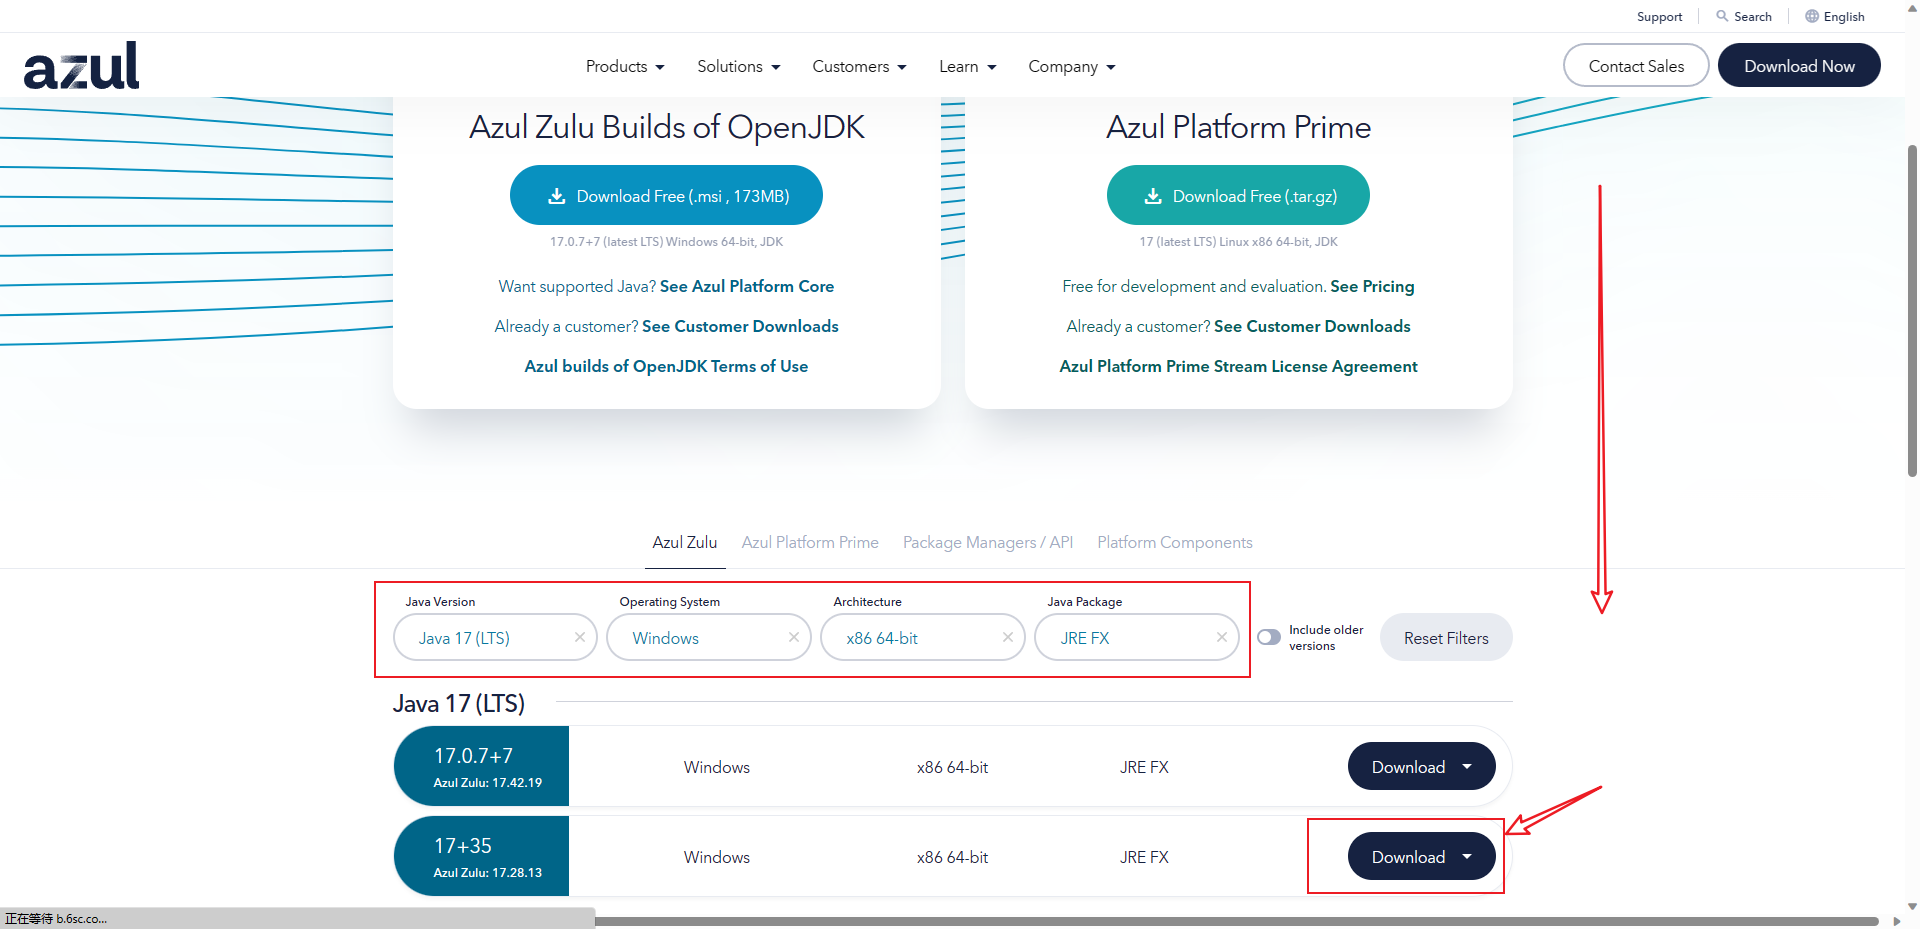 Support
Search
English
azul
Products
Solutions
Customers
Learn
Company
Contact Sales
Download Now
Azul Zulu Builds of OpenJDK
Download Free (.msi , 173MB)
17.0.7+7 (latest LTS) Windows 64-bit, JDK
Want supported Java? See Azul Platform Core
Already a customer? See Customer Downloads
Azul builds of OpenJDK Terms of Use
Azul Platform Prime
Download Free (.tar.gz)
17 (latest LTS) Linux x86 64-bit, JDK
Free for development and evaluation. See Pricing
Already a customer? See Customer Downloads
Azul Platform Prime Stream License Agreement
Azul Zulu
Azul Platform Prime
Package Managers / API
Platform Components
Java Version
Operating System
Architecture
Java Package
Java 17 (LTS)
Windows
x86 64-bit
JRE FX
Include older
versions
Reset Filters
Java 17 (LTS)
17.0.7+7
Azul Zulu: 17.42.19
Windows
x86 64-bit
JRE FX
Download
17+35
Azul Zulu: 17.28.13
Windows
x86 64-bit
JRE FX
Download
正在等待 b.6sc.co...